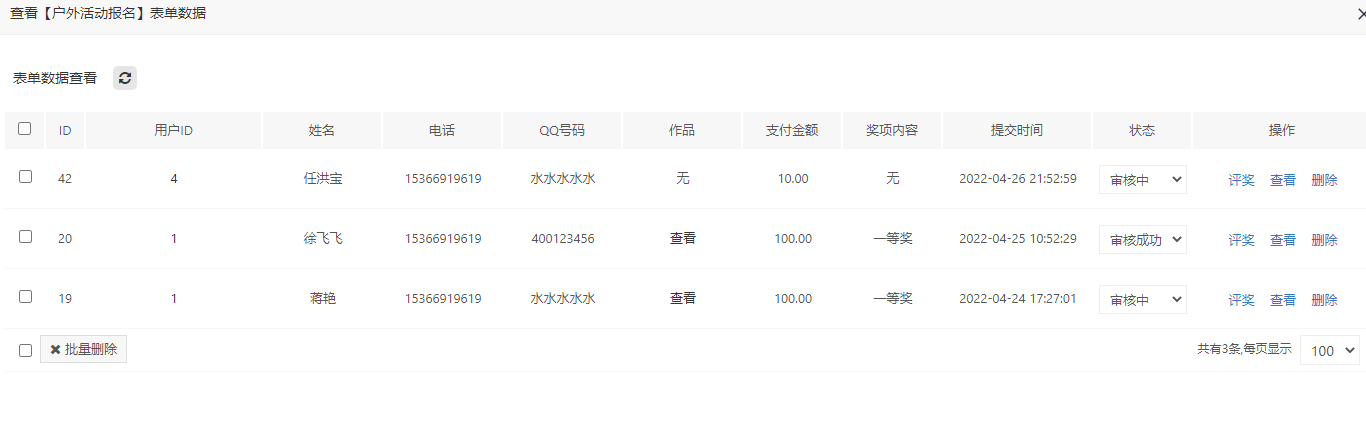 查看【户外活动报名】表单数据
表单数据查看
ID 用户ID 姓名 电话 QQ号码 作品 支付金额 奖项内容 提交时间 状态 操作
42 4 任洪宝 15366919619 水水水水水 无 10.00 无 2022-04-26 21:52:59 审核中 评奖 查看 删除
20 1 徐飞飞 15366919619 400123456 查看 100.00 一等奖 2022-04-25 10:52:29 审核成功 评奖 查看 删除
19 1 蒋艳 15366919619 水水水水水 查看 100.00 一等奖 2022-04-24 17:27:01 审核中 评奖 查看 删除
批量删除 共有3条,每页显示 100